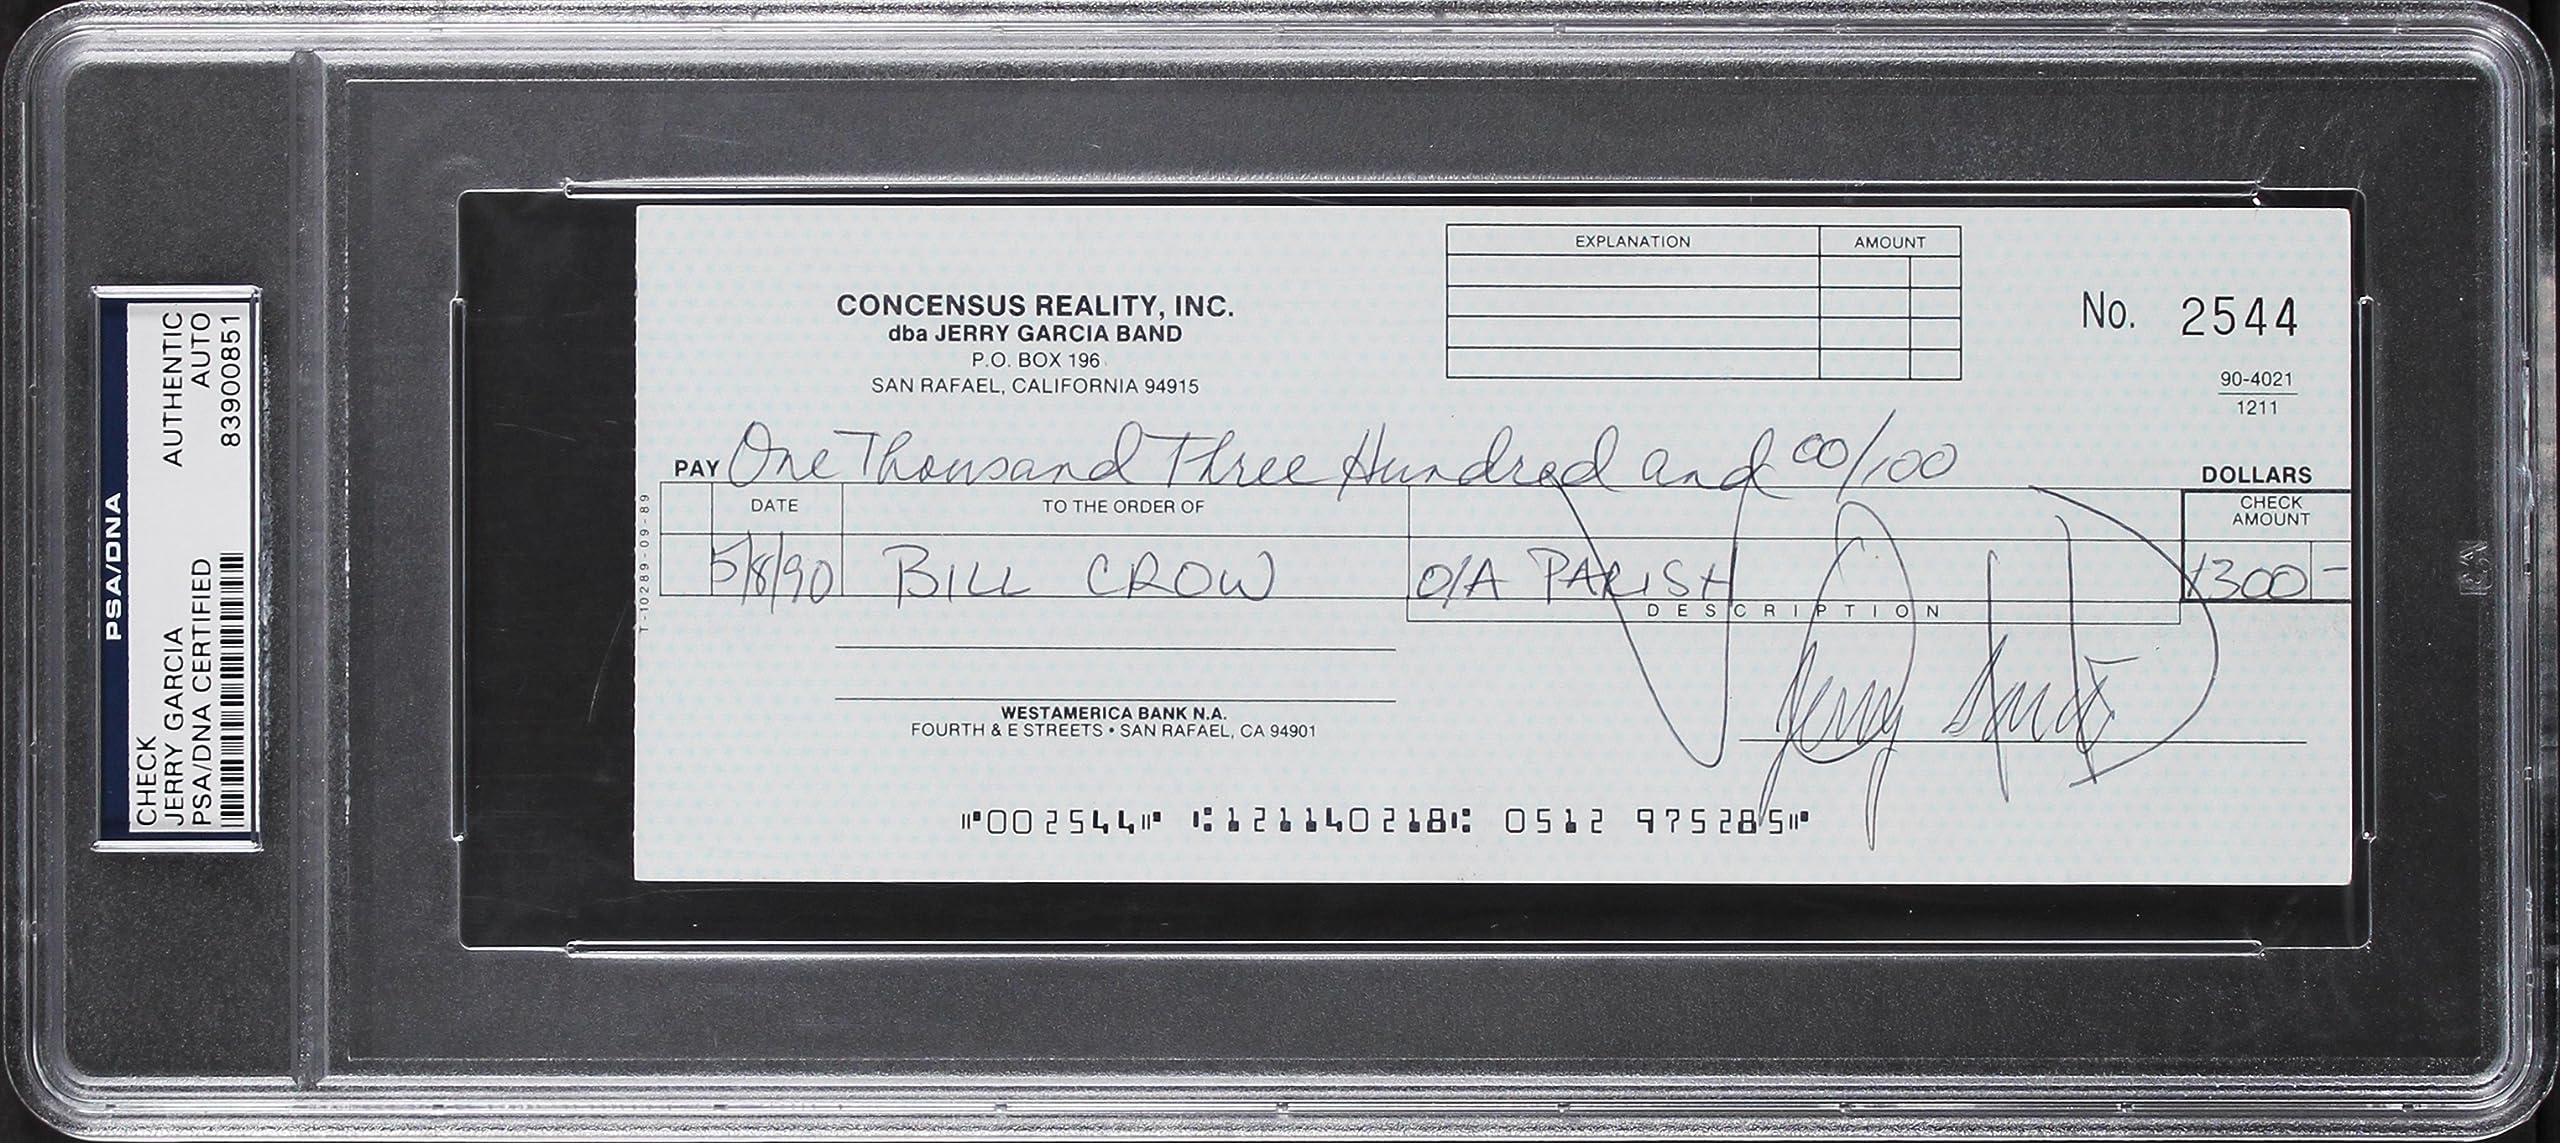 PSA/DNA
CHECK AUTHENTIC
JERRY GARCIA AUTO
PSA/DNA CERTIFIED 83900851
EXPLANATION AMOUNT
CONCENSUS REALITY, INC.
dba JERRY GARCIA BAND
P.O. BOX 196
SAN RAFAEL, CALIFORNIA 94915
No. 2544
90-4021
1211
PAY One Thousand Three Hundred and 00/100 DOLLARS
DATE TO THE ORDER OF CHECK AMOUNT
5/8/90 BILL CROW O/A PARISH 1300 -
DESCRIPTION
T-10289-09-89
Jerry Garcia
WESTAMERICA BANK N.A.
FOURTH & E STREETS • SAN RAFAEL, CA 94901
⑈002544⑈ ⑆121140218⑆ 0512 975285⑈